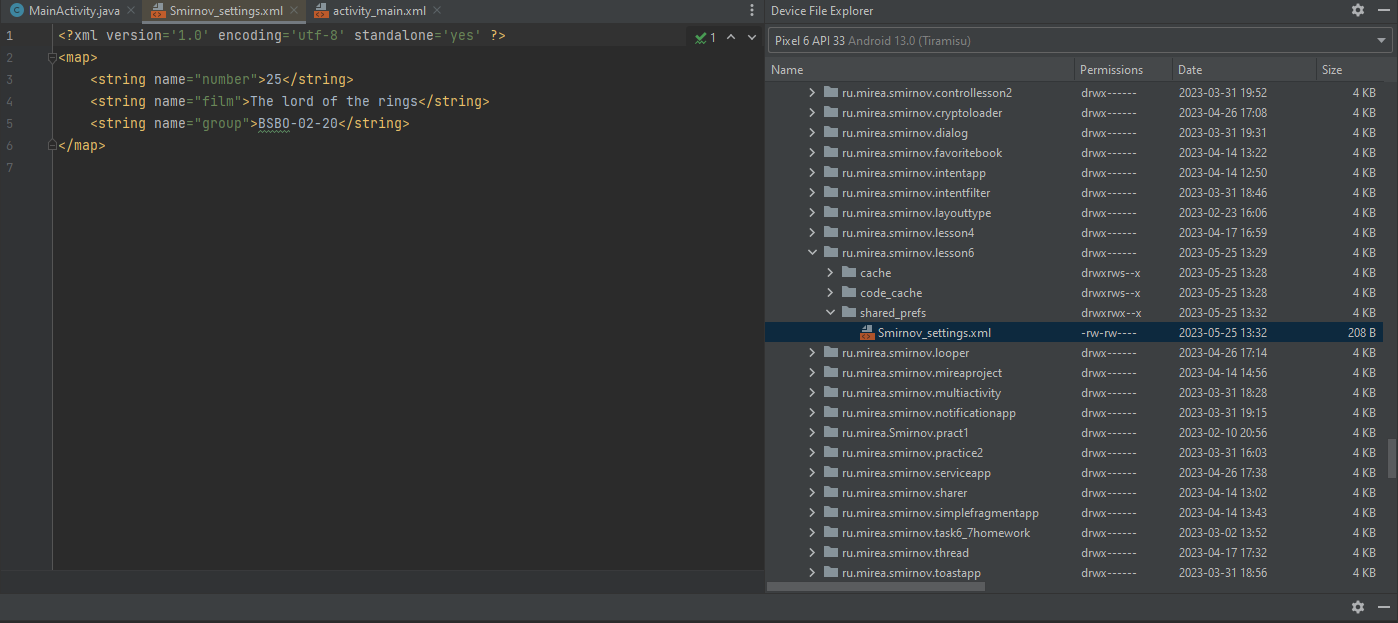 MainActivity.java Smirnov_settings.xml activity_main.xml
1 <?xml version='1.0' encoding='utf-8' standalone='yes' ?>
2 <map>
3 <string name="number">25</string>
4 <string name="film">The lord of the rings</string>
5 <string name="group">BSBO-02-20</string>
6 </map>
7
1
Device File Explorer
Pixel 6 API 33 Android 13.0 (Tiramisu)
Name Permissions Date Size
ru.mirea.smirnov.controllesson2 drwx------ 2023-03-31 19:52 4 KB
ru.mirea.smirnov.cryptoloader drwx------ 2023-04-26 17:08 4 KB
ru.mirea.smirnov.dialog drwx------ 2023-03-31 19:31 4 KB
ru.mirea.smirnov.favoritebook drwx------ 2023-04-14 13:22 4 KB
ru.mirea.smirnov.intentapp drwx------ 2023-04-14 12:50 4 KB
ru.mirea.smirnov.intentfilter drwx------ 2023-03-31 18:46 4 KB
ru.mirea.smirnov.layouttype drwx------ 2023-02-23 16:06 4 KB
ru.mirea.smirnov.lesson4 drwx------ 2023-04-17 16:59 4 KB
ru.mirea.smirnov.lesson6 drwx------ 2023-05-25 13:29 4 KB
cache drwxrws--x 2023-05-25 13:28 4 KB
code_cache drwxrws--x 2023-05-25 13:28 4 KB
shared_prefs drwxrwx--x 2023-05-25 13:32 4 KB
Smirnov_settings.xml -rw-rw---- 2023-05-25 13:32 208 B
ru.mirea.smirnov.looper drwx------ 2023-04-26 17:14 4 KB
ru.mirea.smirnov.mireaproject drwx------ 2023-04-14 14:56 4 KB
ru.mirea.smirnov.multiactivity drwx------ 2023-03-31 18:28 4 KB
ru.mirea.smirnov.notificationapp drwx------ 2023-03-31 19:15 4 KB
ru.mirea.Smirnov.pract1 drwx------ 2023-02-10 20:56 4 KB
ru.mirea.smirnov.practice2 drwx------ 2023-03-31 16:03 4 KB
ru.mirea.smirnov.serviceapp drwx------ 2023-04-26 17:38 4 KB
ru.mirea.smirnov.sharer drwx------ 2023-04-14 13:02 4 KB
ru.mirea.smirnov.simplefragmentapp drwx------ 2023-04-14 13:43 4 KB
ru.mirea.smirnov.task6_7homework drwx------ 2023-03-02 13:52 4 KB
ru.mirea.smirnov.thread drwx------ 2023-04-17 17:32 4 KB
ru.mirea.smirnov.toastapp drwx------ 2023-03-31 18:56 4 KB